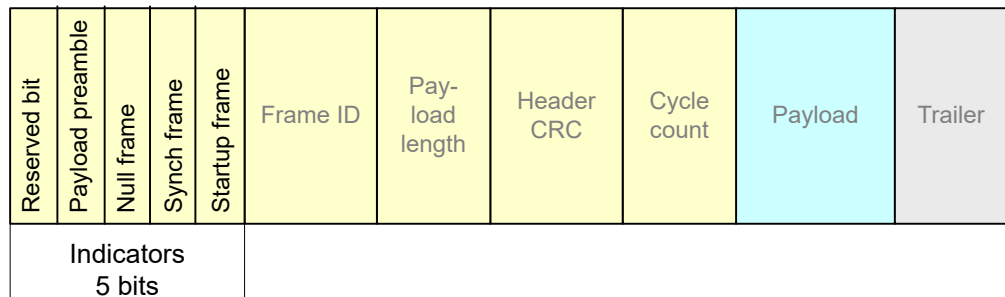 Reserved bit
Payload preamble
Null frame
Synch frame
Startup frame
Frame ID
Pay-
load
length
Header
CRC
Cycle
count
Payload
Trailer
Indicators
5 bits